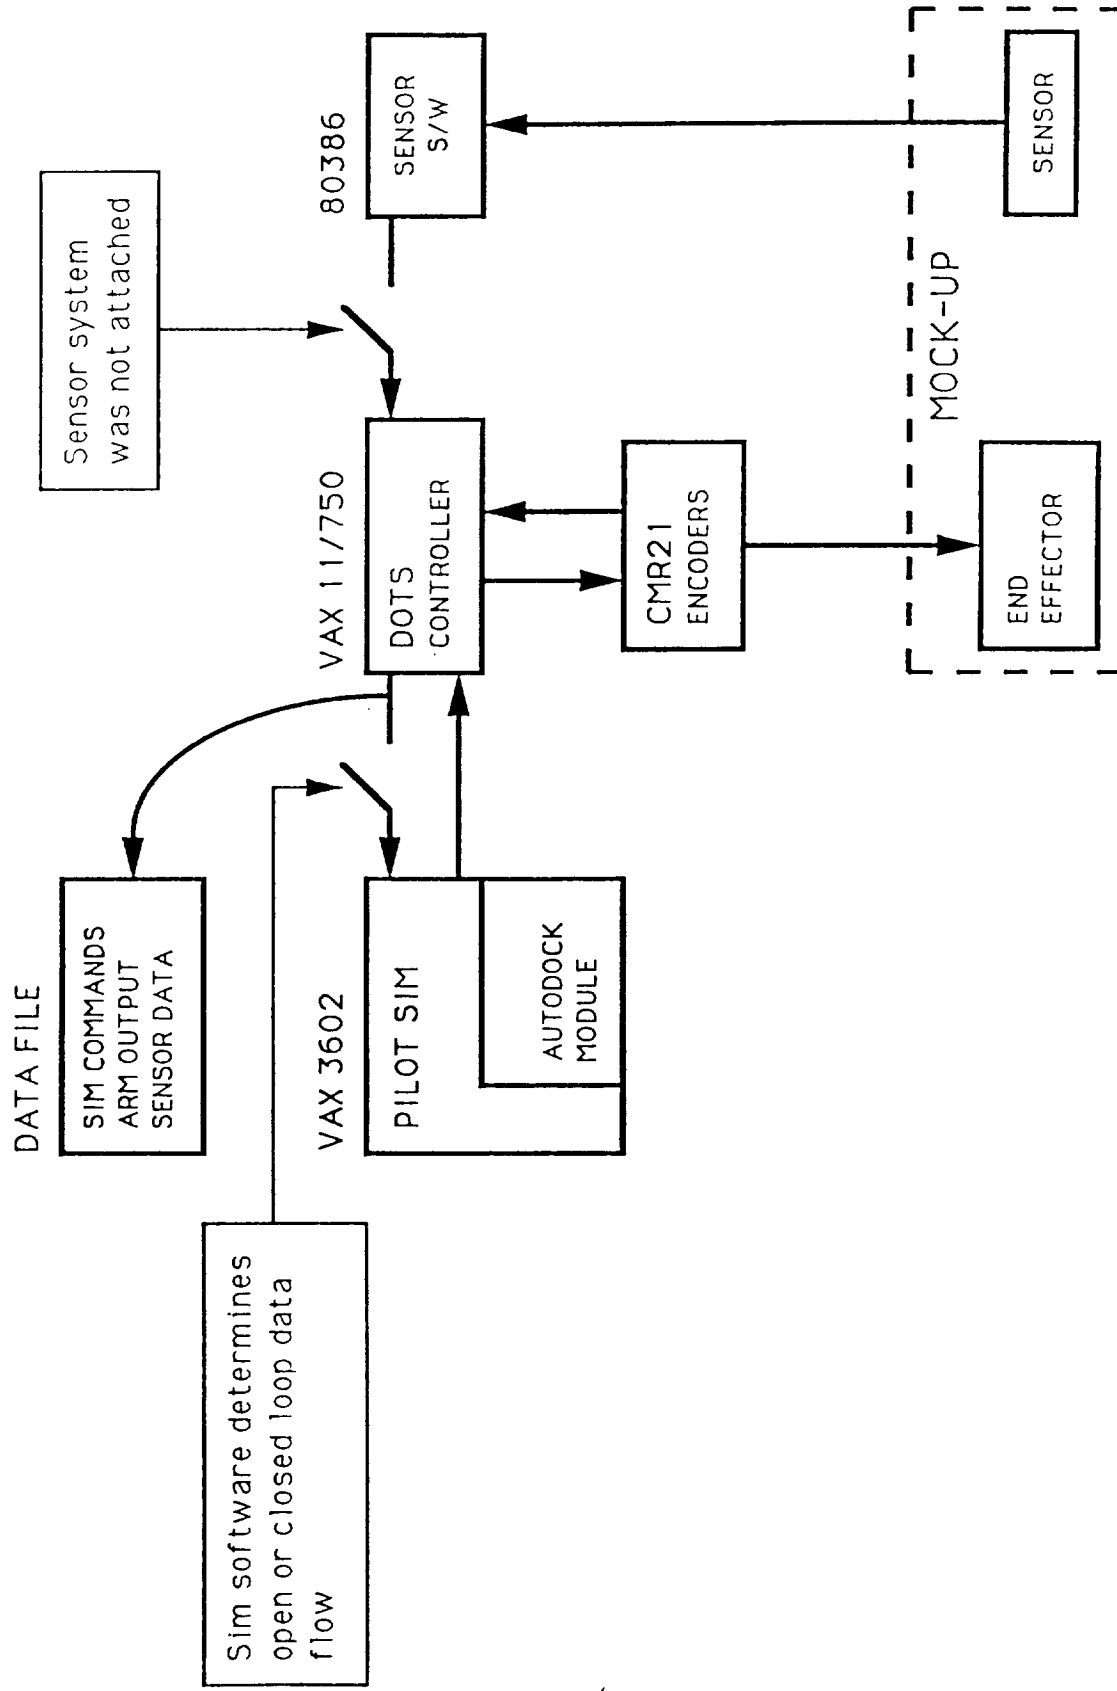 DATA FILE
SIM COMMANDS
ARM OUTPUT
SENSOR DATA
Sensor system
was not attached
Sim software determines
open or closed loop data
flow
VAX 3602
PILOT SIM
AUTODOCK
MODULE
VAX 11/750
DOTS
CONTROLLER
80386
SENSOR
S/W
CMR21
ENCODERS
MOCK-UP
END
EFFECTOR
SENSOR